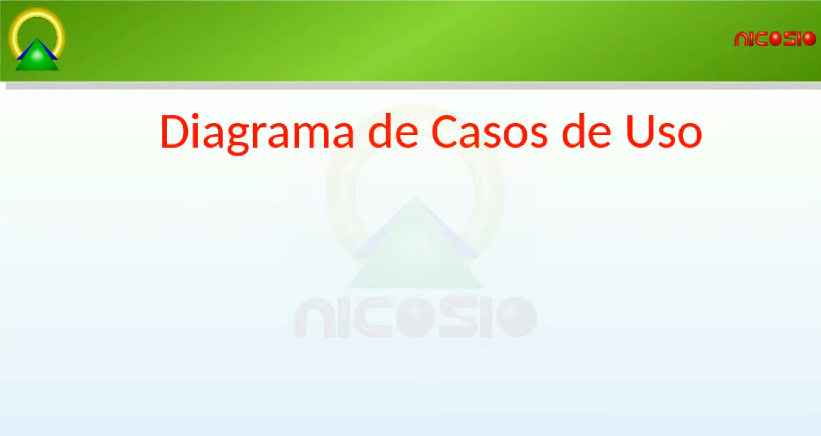 NICOSIO
Diagrama de Casos de Uso
NICOSIO